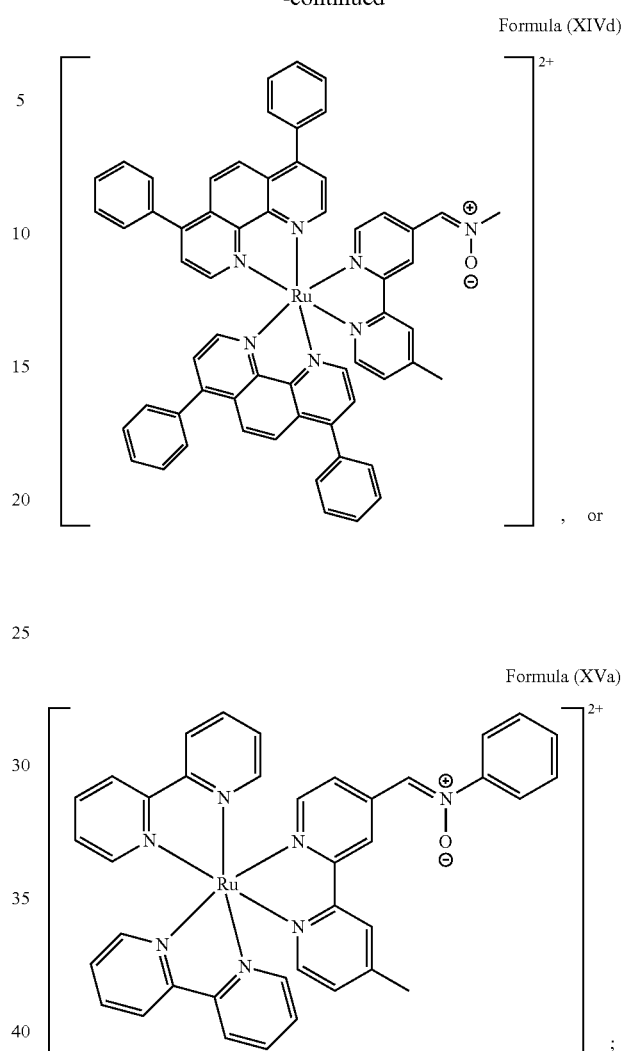 -continued
Formula (XIVd)
2+
5
10
N
N
N
⊕
N
O
⊖
Ru
N
N
N
15
20
, or
25
Formula (XVa)
2+
30
N
N
N
⊕
N
O
⊖
Ru
35
N
N
N
40
;